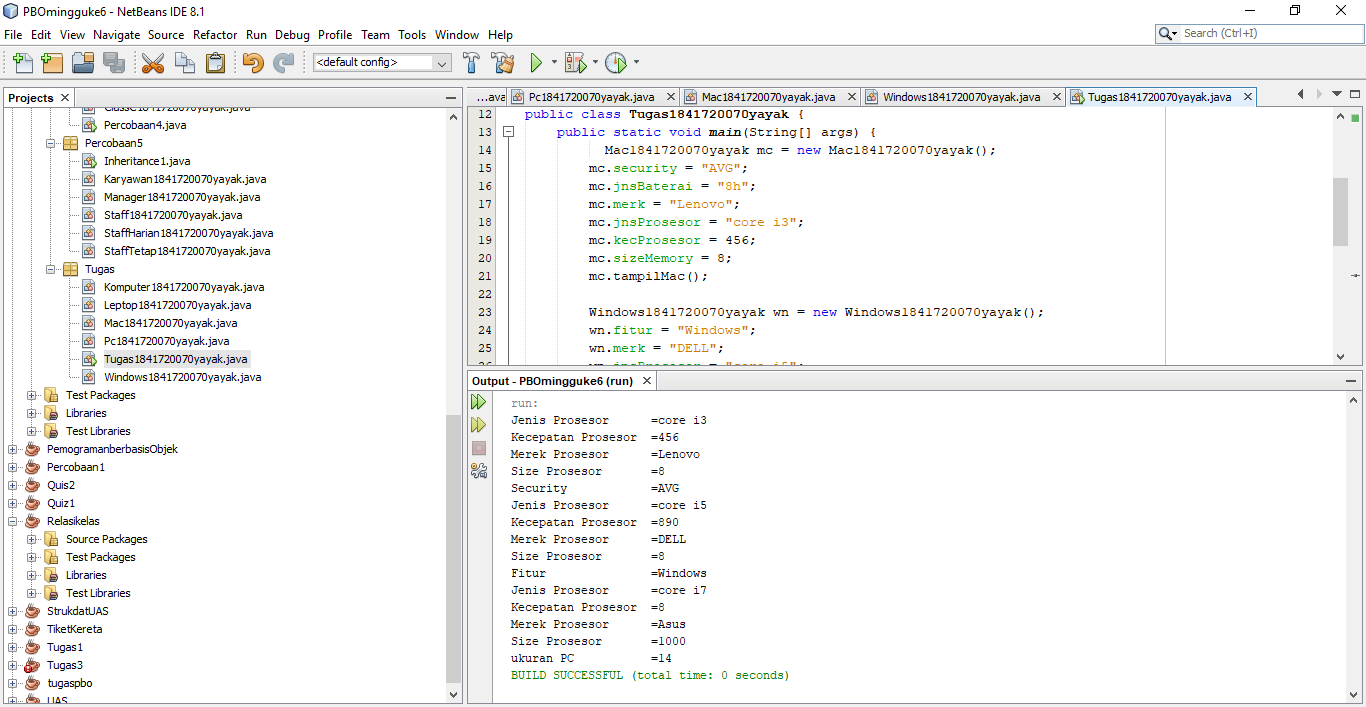 PBOmingguke6 - NetBeans IDE 8.1
File Edit View Navigate Source Refactor Run Debug Profile Team Tools Window Help
Search (Ctrl+I)
<default config>
Projects
Classc1841720070yayak.java
Percobaan4.java
Percobaan5
Inheritance1.java
Karyawan1841720070yayak.java
Manager1841720070yayak.java
Staff1841720070yayak.java
StaffHarian1841720070yayak.java
StaffTetap1841720070yayak.java
Tugas
Komputer1841720070yayak.java
Leptop1841720070yayak.java
Mac1841720070yayak.java
Pc1841720070yayak.java
Tugas1841720070yayak.java
Windows1841720070yayak.java
Test Packages
Libraries
Test Libraries
PemogramanberbasisObjek
Percobaan1
Quis2
Quiz1
Relasikelas
Source Packages
Test Packages
Libraries
Test Libraries
StrukdatUAS
TiketKereta
Tugas1
Tugas3
tugaspbo
UAS
...ava Pc1841720070yayak.java Mac1841720070yayak.java Windows1841720070yayak.java Tugas1841720070yayak.java
12 public class Tugas1841720070yayak {
13 public static void main(String[] args) {
14 Mac1841720070yayak mc = new Mac1841720070yayak();
15 mc.security = "AVG";
16 mc.jnsBaterai = "8h";
17 mc.merk = "Lenovo";
18 mc.jnsProsesor = "core i3";
19 mc.kecProsesor = 456;
20 mc.sizeMemory = 8;
21 mc.tampilMac();
22
23 Windows1841720070yayak wn = new Windows1841720070yayak();
24 wn.fitur = "Windows";
25 wn.merk = "DELL";
26 wn.jnsProsesor = "core i5";
Output - PBOmingguke6 (run)
run:
Jenis Prosesor =core i3
Kecepatan Prosesor =456
Merek Prosesor =Lenovo
Size Prosesor =8
Security =AVG
Jenis Prosesor =core i5
Kecepatan Prosesor =890
Merek Prosesor =DELL
Size Prosesor =8
Fitur =Windows
Jenis Prosesor =core i7
Kecepatan Prosesor =8
Merek Prosesor =Asus
Size Prosesor =1000
ukuran PC =14
BUILD SUCCESSFUL (total time: 0 seconds)